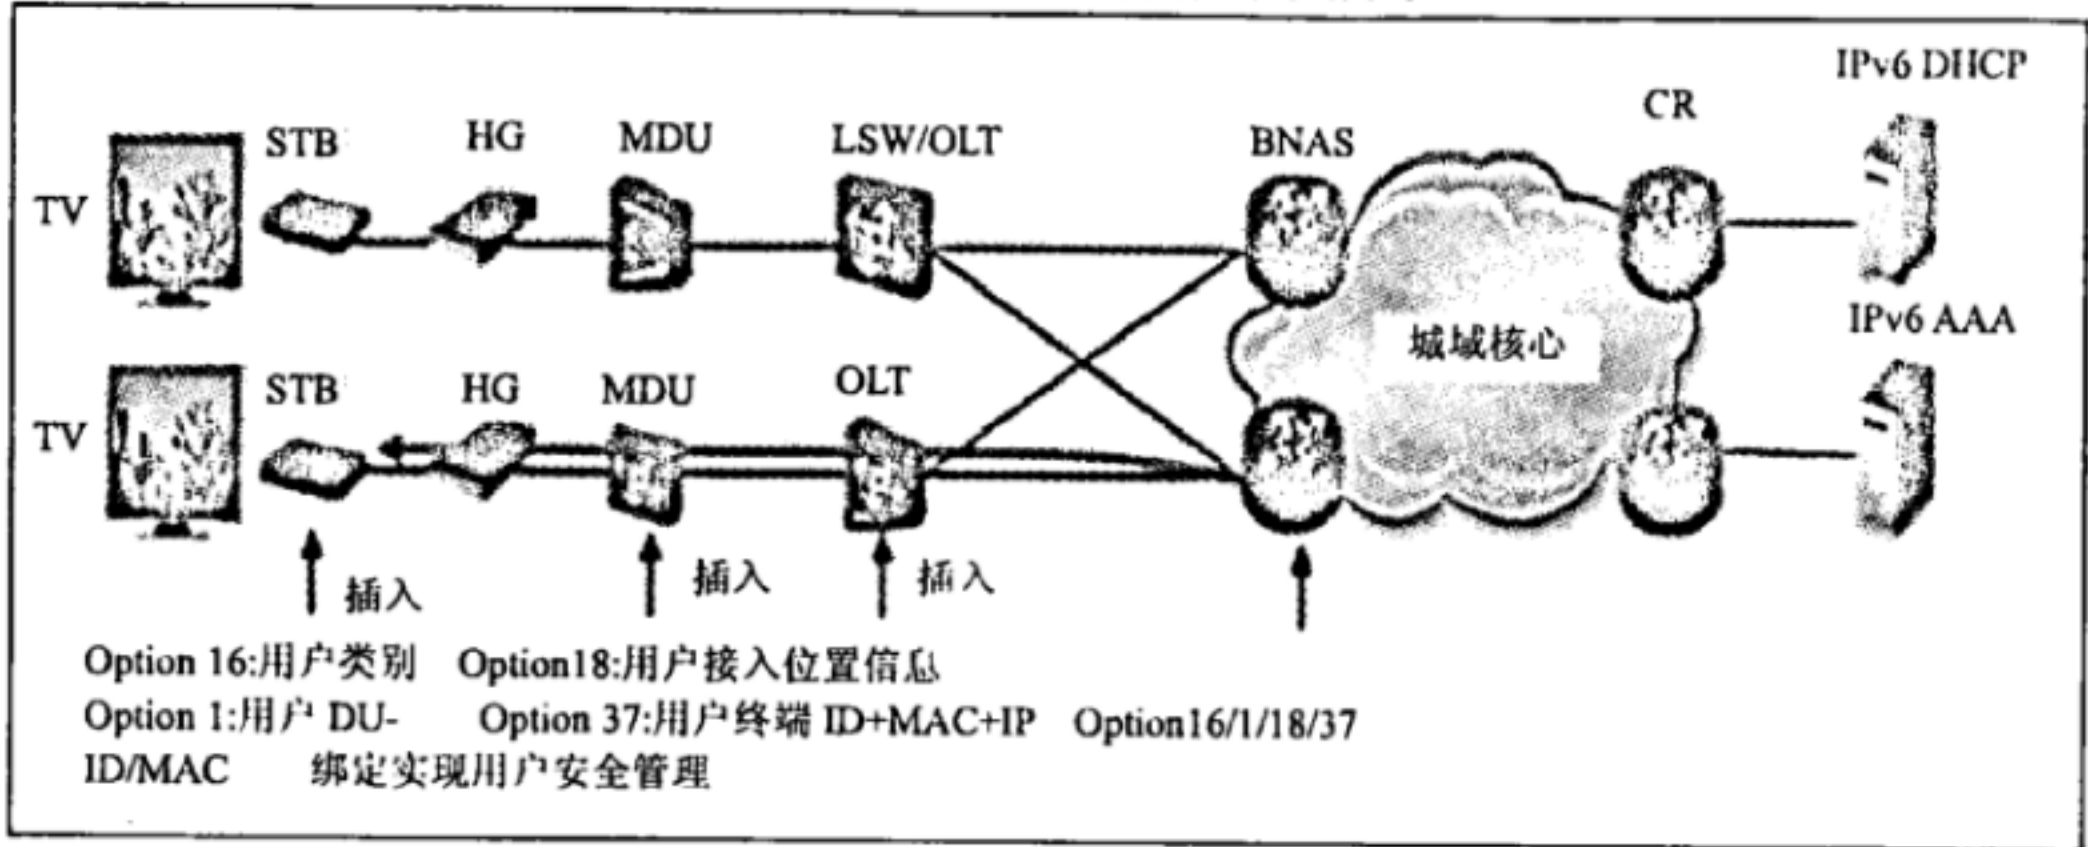 IPv6 DHCP
CR
STB
HG
MDU
LSW/OLT
BNAS
TV
城域核心
IPv6 AAA
STB
HG
MDU
OLT
TV
插入
插入
插入
Option 16:用户类别 Option18:用户接入位置信息
Option 1:用户 DU- Option 37:用户终端 ID+MAC+IP Option16/1/18/37
ID/MAC 绑定实现用户安全管理